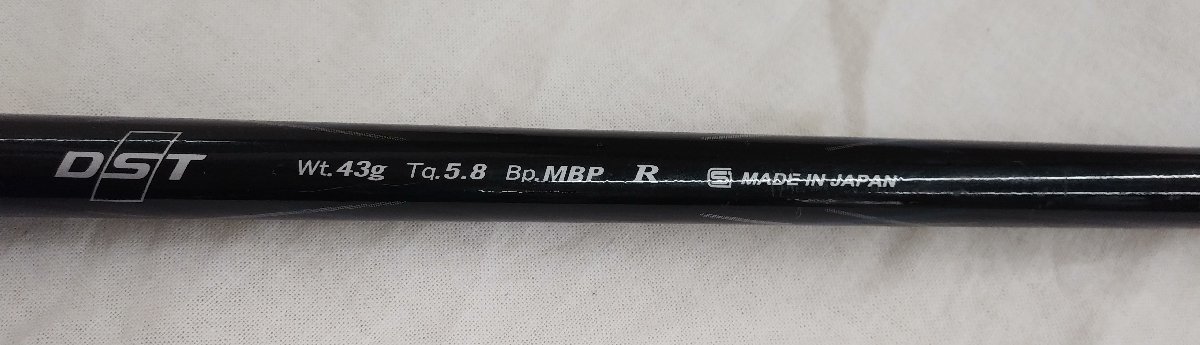 DST Wt.43g Tq.5.8 Bp.MBP R S MADE IN JAPAN